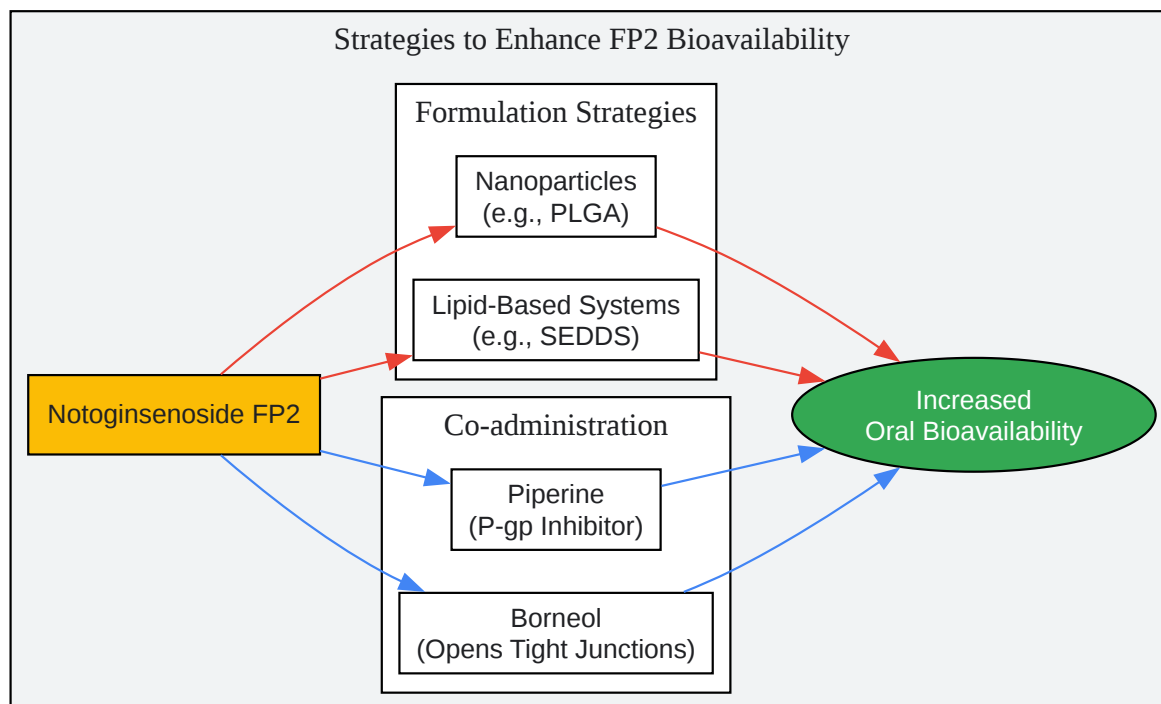 Strategies to Enhance FP2 Bioavailability
Formulation Strategies
Nanoparticles
(e.g., PLGA)
Lipid-Based Systems
(e.g., SEDDS)
Notoginsenoside FP2
Increased
Oral Bioavailability
Co-administration
Piperine
(P-gp Inhibitor)
Borneol
(Opens Tight Junctions)